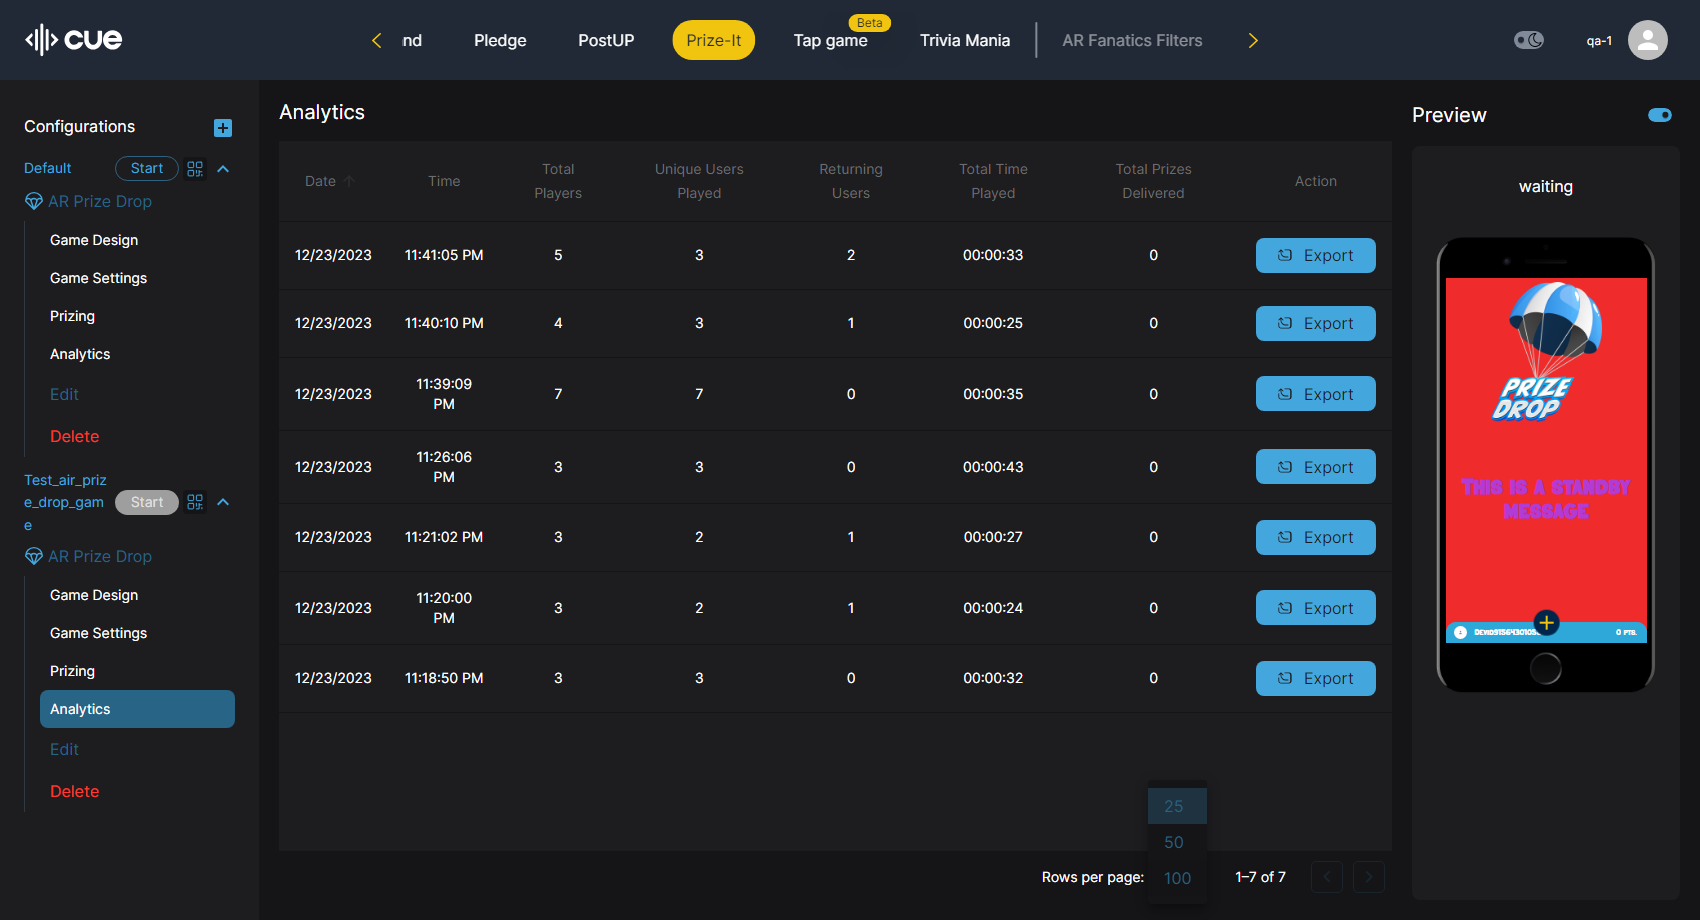 cue
nd
Pledge
PostUP
Prize-It
Beta
Tap game
Trivia Mania
AR Fanatics Filters
qa-1
Configurations
Default
Start
AR Prize Drop
Game Design
Game Settings
Prizing
Analytics
Edit
Delete
Test_air_priz
e_drop_gam
e
Start
AR Prize Drop
Game Design
Game Settings
Prizing
Analytics
Edit
Delete
Analytics
Date Time Total Players Unique Users Played Returning Users Total Time Played Total Prizes Delivered Action
12/23/2023 11:41:05 PM 5 3 2 00:00:33 0 Export
12/23/2023 11:40:10 PM 4 3 1 00:00:25 0 Export
12/23/2023 11:39:09 PM 7 7 0 00:00:35 0 Export
12/23/2023 11:26:06 PM 3 3 0 00:00:43 0 Export
12/23/2023 11:21:02 PM 3 2 1 00:00:27 0 Export
12/23/2023 11:20:00 PM 3 2 1 00:00:24 0 Export
12/23/2023 11:18:50 PM 3 3 0 00:00:32 0 Export
25
50
100
Rows per page:
1–7 of 7
Preview
waiting
PRIZE
DROP
THIS IS A STANDBY
MESSAGE
0 PTS.